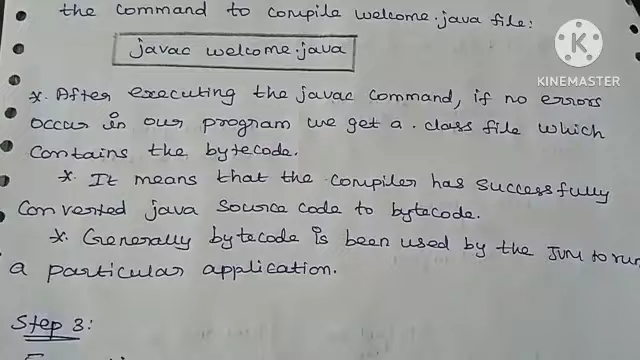 the command to compile welcome.java file:
javac welcome.java
KINEMASTER
*. After executing the javac command, if no errors
occur in our program we get a .class file which
contains the bytecode.
*. It means that the compiler has successfully
converted java source code to bytecode.
*. Generally bytecode is been used by the JVM to run
a particular application.
Step 3: